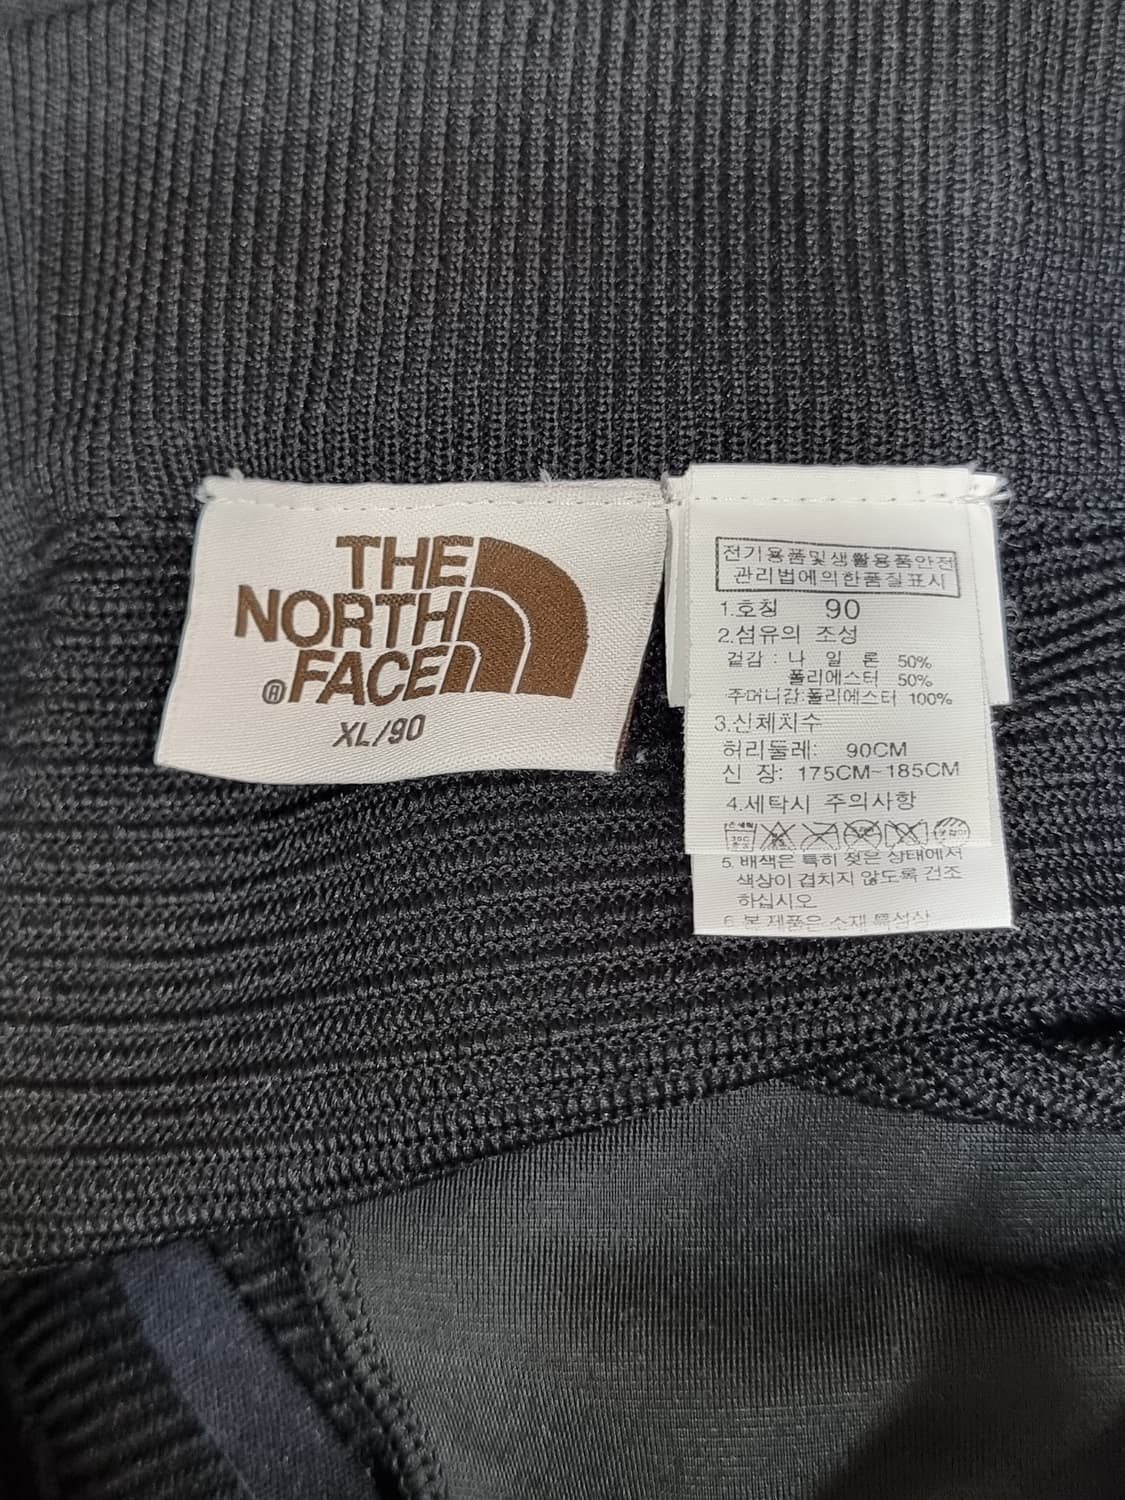 THE
NORTH
FACE
®
XL/90
전기용품및생활용품안전
관리법에의한품질표시
1.호칭 90
2.섬유의 조성
겉감 : 나 일 론 50%
폴리에스터 50%
주머니감:폴리에스터 100%
3.신체치수
허리둘레: 90CM
신 장: 175CM~185CM
4.세탁시 주의사항
5. 배색은 특히 젖은 상태에서
색상이 겹치지 않도록 건조
하십시오
6. 본 제품은 소재 특성상